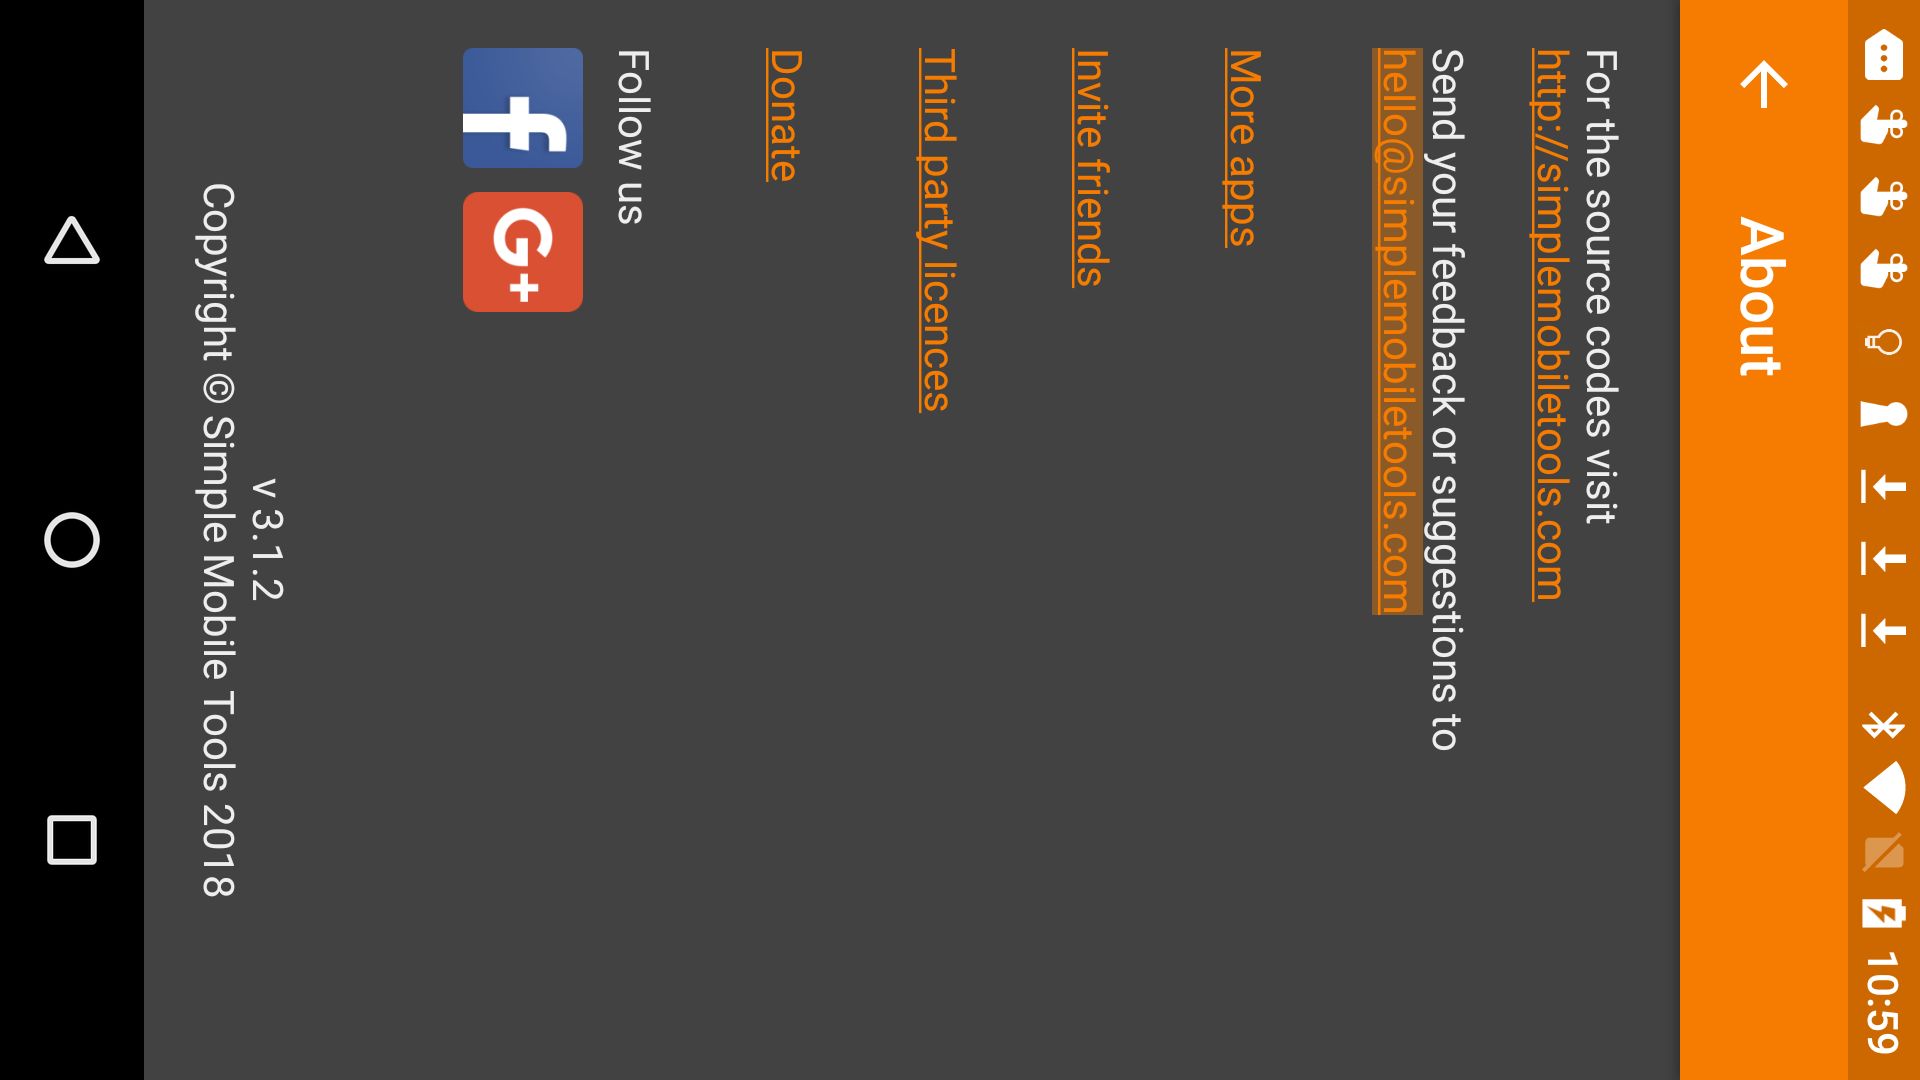 10:59
About
For the source codes visit
http://simplemobiletools.com
Send your feedback or suggestions to
hello@simplemobiletools.com
More apps
Invite friends
Third party licences
Donate
Follow us
f G+
v 3.1.2
Copyright © Simple Mobile Tools 2018